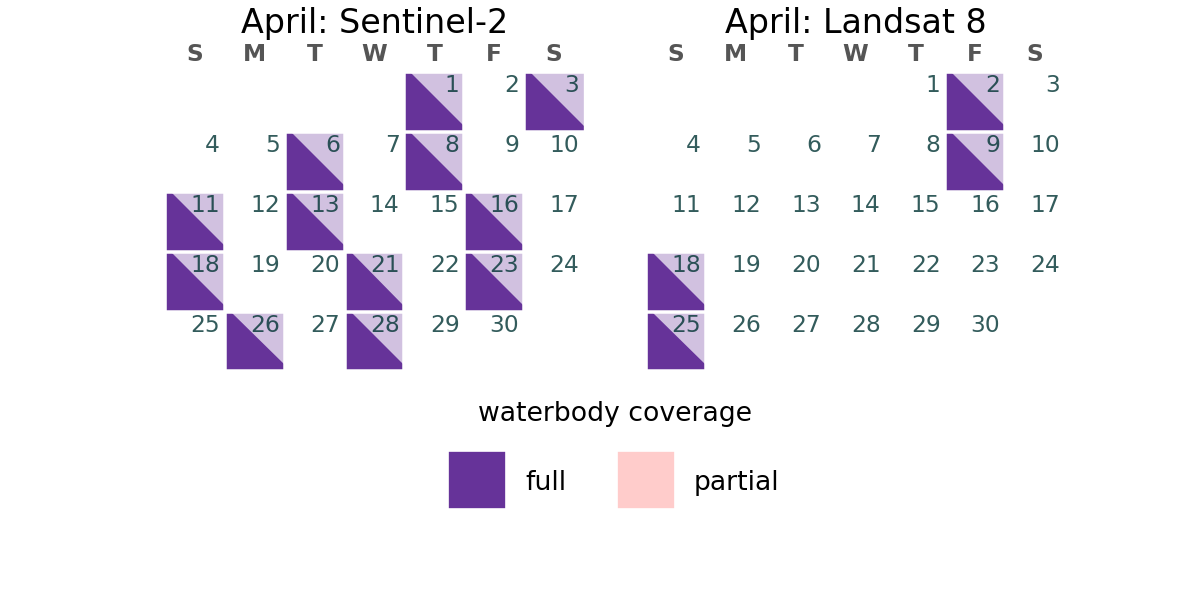 April: Sentinel-2
S M T W T F S
1 2 3
4 5 6 7 8 9 10
11 12 13 14 15 16 17
18 19 20 21 22 23 24
25 26 27 28 29 30
April: Landsat 8
S M T W T F S
1 2 3
4 5 6 7 8 9 10
11 12 13 14 15 16 17
18 19 20 21 22 23 24
25 26 27 28 29 30
waterbody coverage
full partial